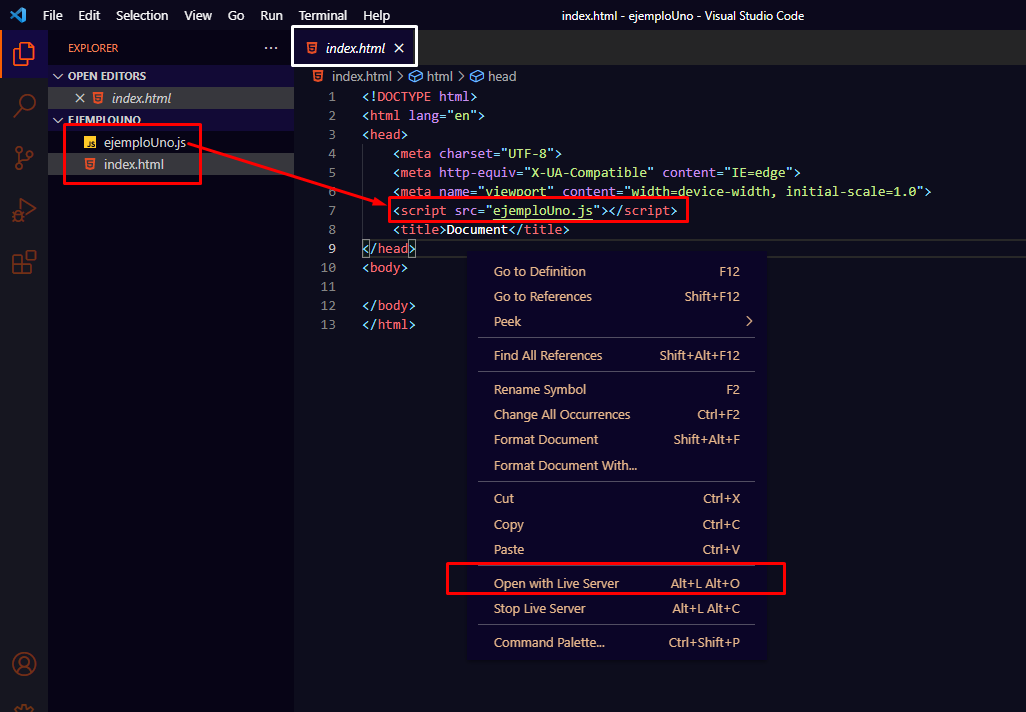 File Edit Selection View Go Run Terminal Help index.html - ejemploUno - Visual Studio Code
EXPLORER ···
index.html
OPEN EDITORS
index.html
EJEMPLOUNO
JS ejemploUno.js
index.html
index.html > html > head
1 <!DOCTYPE html>
2 <html lang="en">
3 <head>
4 <meta charset="UTF-8">
5 <meta http-equiv="X-UA-Compatible" content="IE=edge">
6 <meta name="viewport" content="width=device-width, initial-scale=1.0">
7 <script src="ejemploUno.js"></script>
8 <title>Document</title>
9 </head>
10 <body>
11
12 </body>
13 </html>
Go to Definition F12
Go to References Shift+F12
Peek >
Find All References Shift+Alt+F12
Rename Symbol F2
Change All Occurrences Ctrl+F2
Format Document Shift+Alt+F
Format Document With...
Cut Ctrl+X
Copy Ctrl+C
Paste Ctrl+V
Open with Live Server Alt+L Alt+O
Stop Live Server Alt+L Alt+C
Command Palette... Ctrl+Shift+P